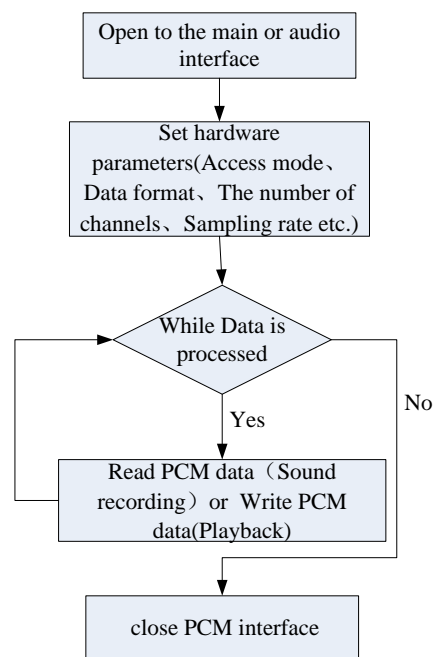 Open to the main or audio
interface
Set hardware
parameters(Access mode、
Data format、The number of
channels、Sampling rate etc.)
While Data is
processed
No
Yes
Read PCM data（Sound
recording）or Write PCM
data(Playback)
close PCM interface